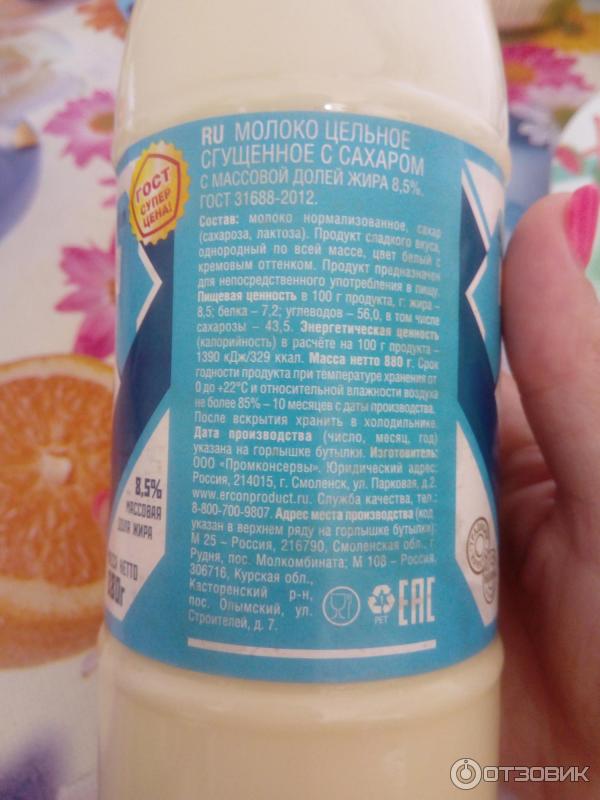 RU МОЛОКО ЦЕЛЬНОЕ
СГУЩЕННОЕ С САХАРОМ
С МАССОВОЙ ДОЛЕЙ ЖИРА 8,5%.
ГОСТ 31688-2012.
ГОСТ
СУПЕР
ЦЕНА!
Состав: молоко нормализованное, сахар
(сахароза, лактоза). Продукт сладкого вкуса,
однородный по всей массе, цвет белый с
кремовым оттенком. Продукт предназначен
для непосредственного употребления в пищу.
Пищевая ценность в 100 г продукта, г: жира –
8,5; белка – 7,2; углеводов – 56,0, в том числе
сахарозы – 43,5. Энергетическая ценность
(калорийность) в расчёте на 100 г продукта –
1390 кДж/329 ккал. Масса нетто 880 г. Срок
годности продукта при температуре хранения от
0 до +22°С и относительной влажности воздуха
не более 85% – 10 месяцев с даты производства.
После вскрытия хранить в холодильнике.
Дата производства (число, месяц, год)
указана на горлышке бутылки. Изготовитель:
ООО «Промконсервы». Юридический адрес:
Россия, 214015, г. Смоленск, ул. Парковая, д.2.
www.erconproduct.ru. Служба качества, тел.:
8-800-700-9807. Адрес места производства (код
указан в верхнем ряду на горлышке бутылки):
М 25 – Россия, 216790, Смоленская обл., г.
Рудня, пос. Молкомбината; М 108 – Россия,
306716, Курская обл.,
Касторенский р-н,
пос. Олымский, ул.
Строителей, д. 7.
PET
EAC
8,5%
МАССОВАЯ
ДОЛЯ ЖИРА
НЕТТО
880г
ОТЗОВИК